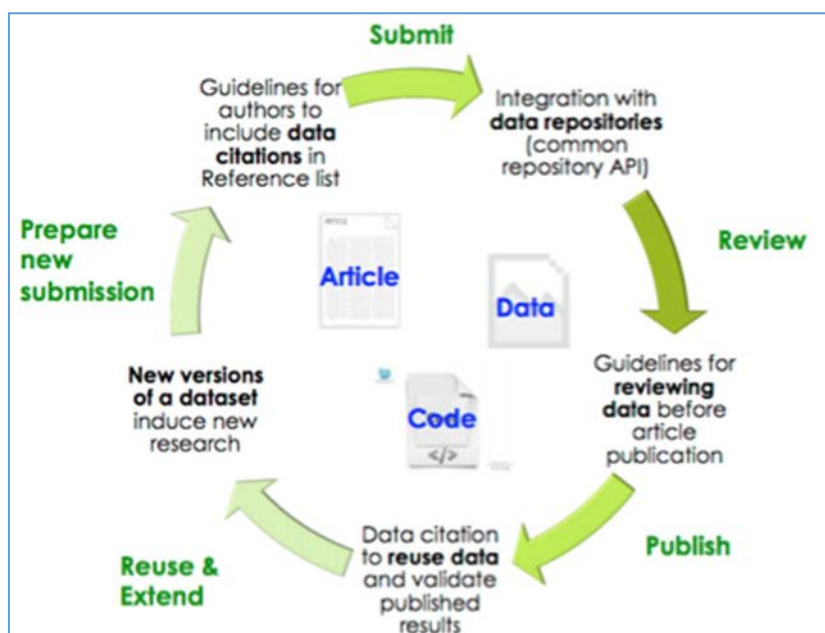 Submit
Guidelines for
authors to
include data
citations in
Reference list
Integration with
data repositories
(common
repository API)
Review
Prepare
new
submission
Article
Data
Code
</>
New versions
of a dataset
induce new
research
Guidelines for
reviewing
data before
article
publication
Publish
Data citation
to reuse data
and validate
published
results
Reuse &
Extend